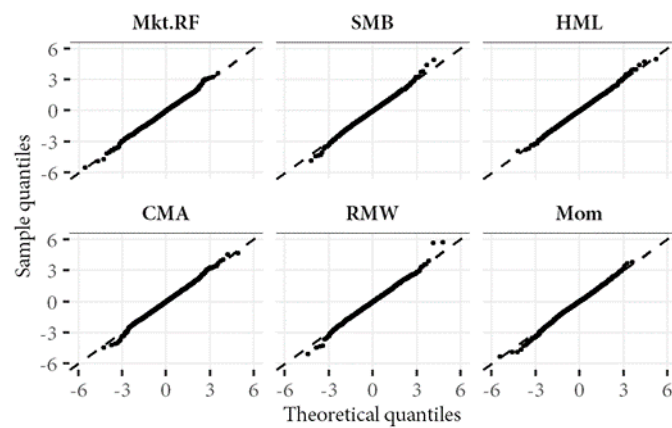 Mkt.RF SMB HML
6
3
0
-3
-6
CMA RMW Mom
6
3
0
-3
-6
-6 -3 0 3 6 -6 -3 0 3 6 -6 -3 0 3 6
Sample quantiles
Theoretical quantiles